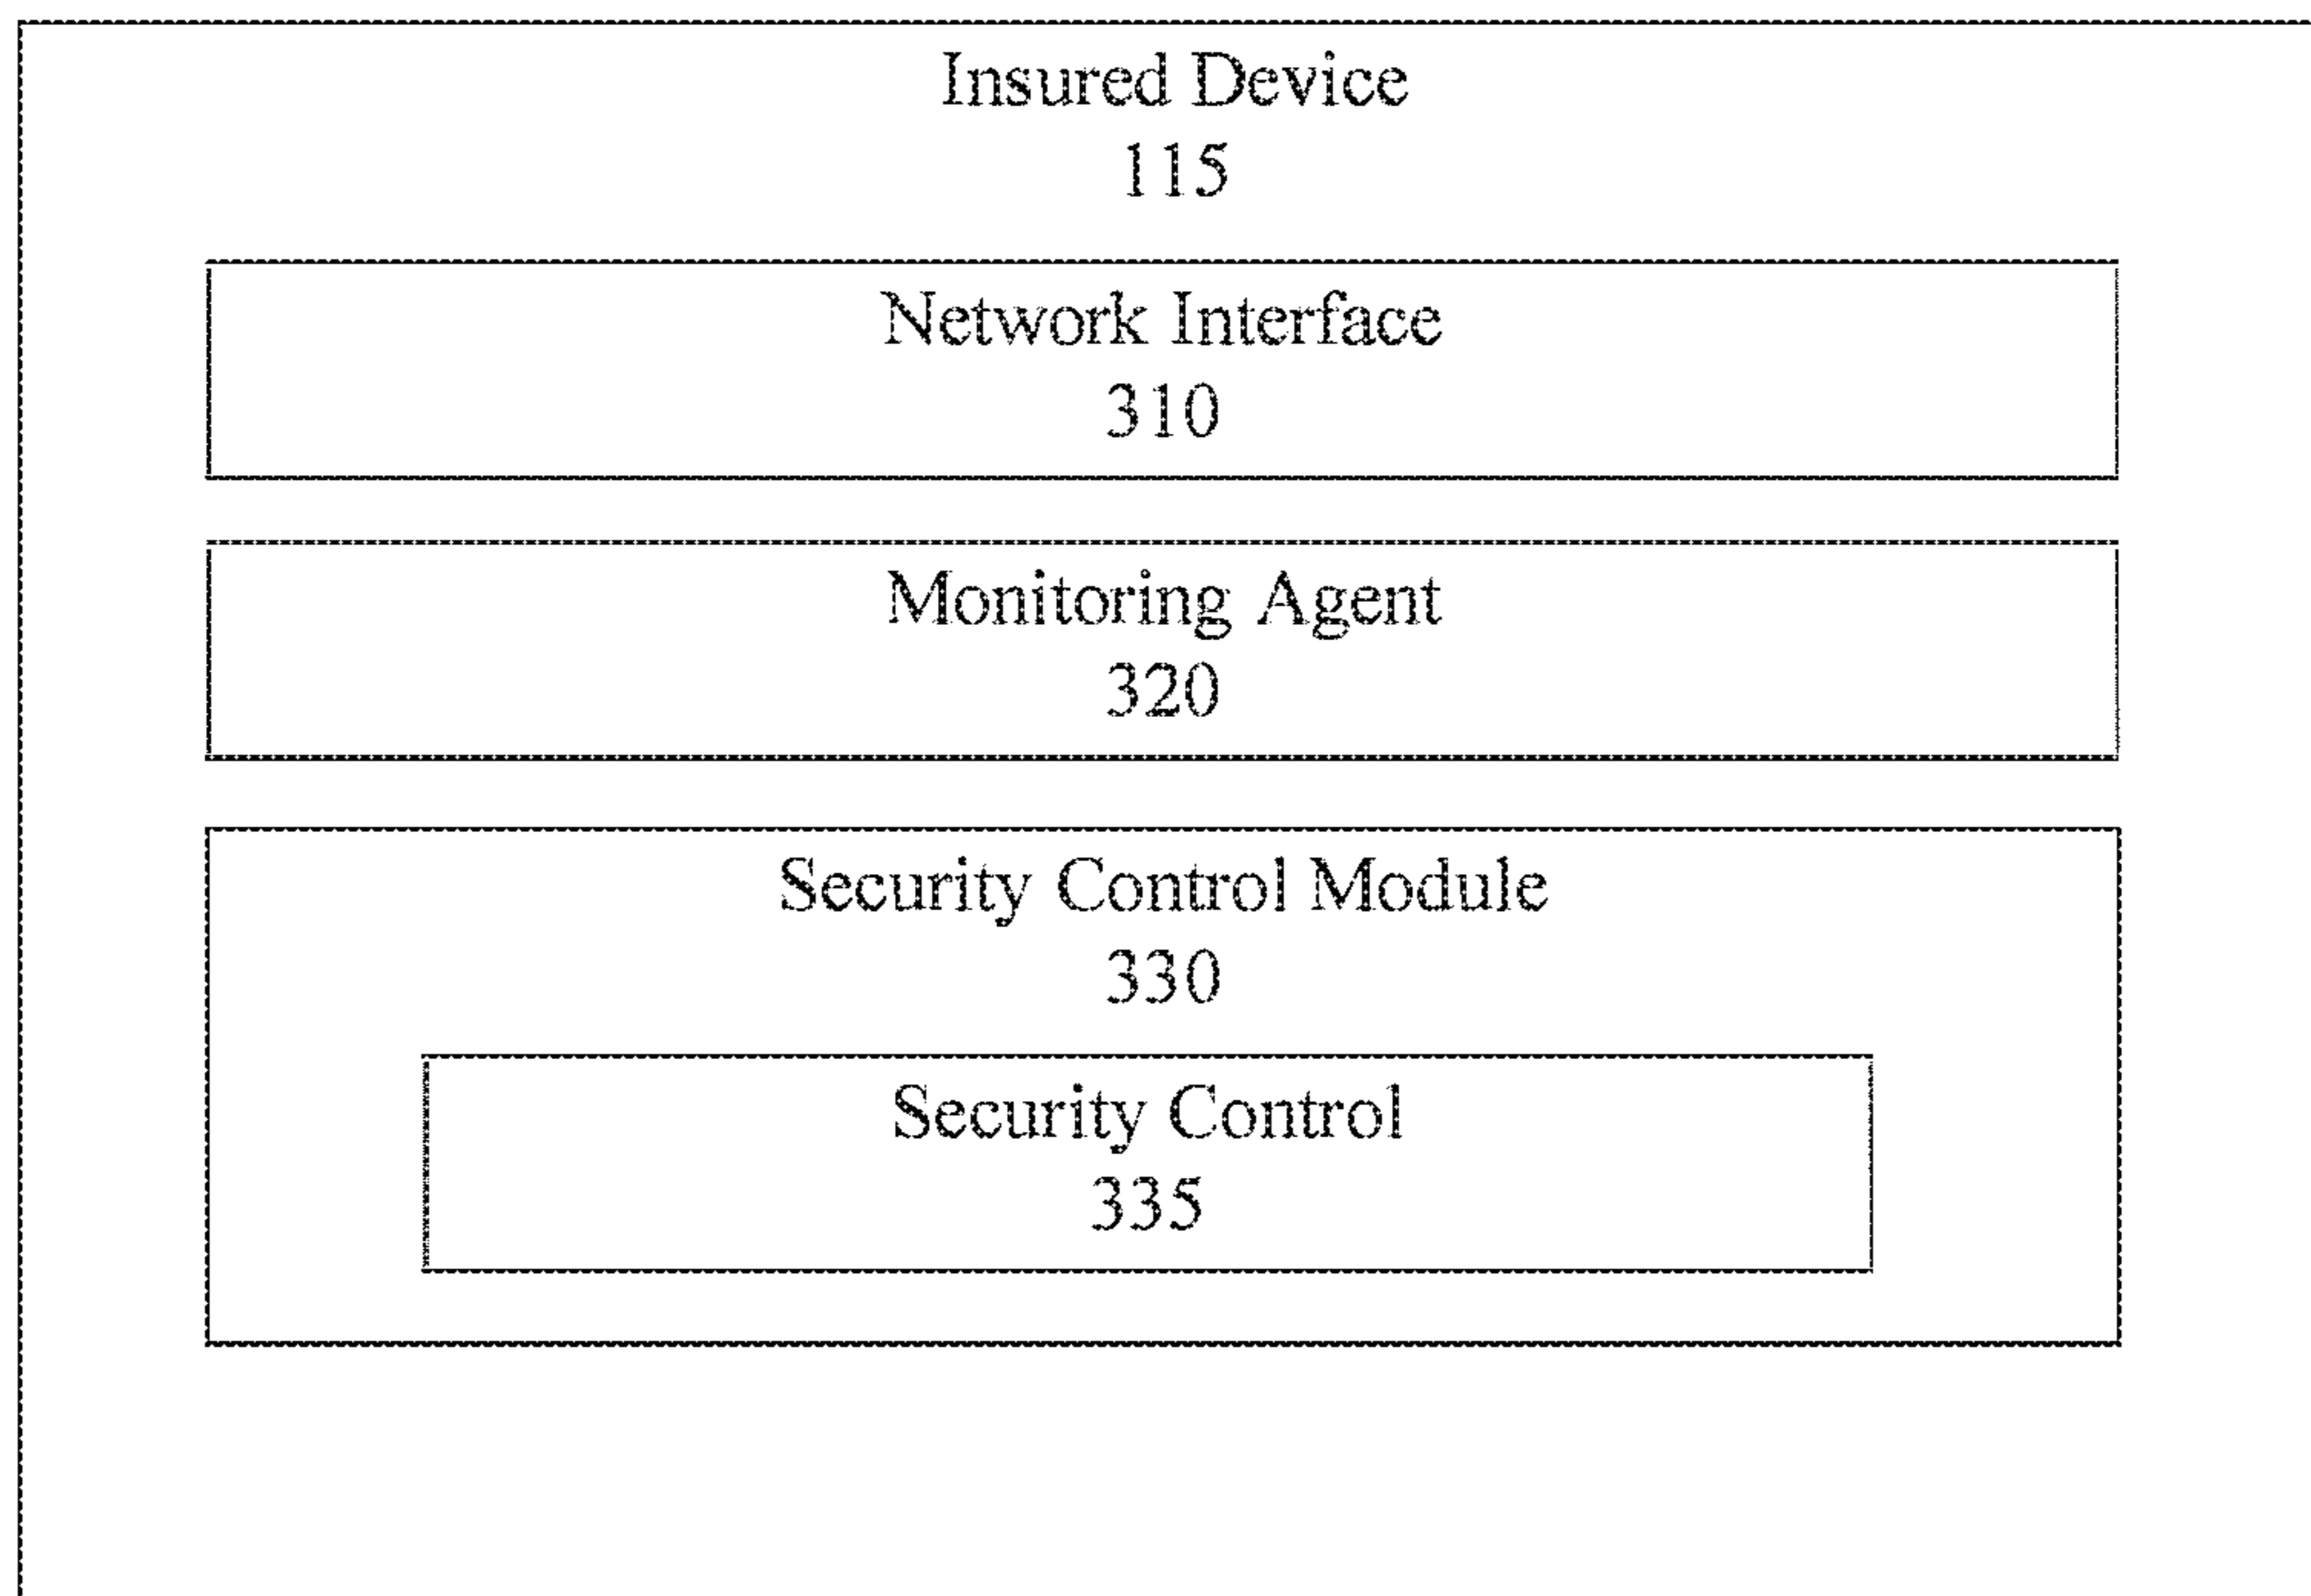 Insured Device
115
Network Interface
310
Monitoring Agent
320
Security Control Module
330
Security Control
335